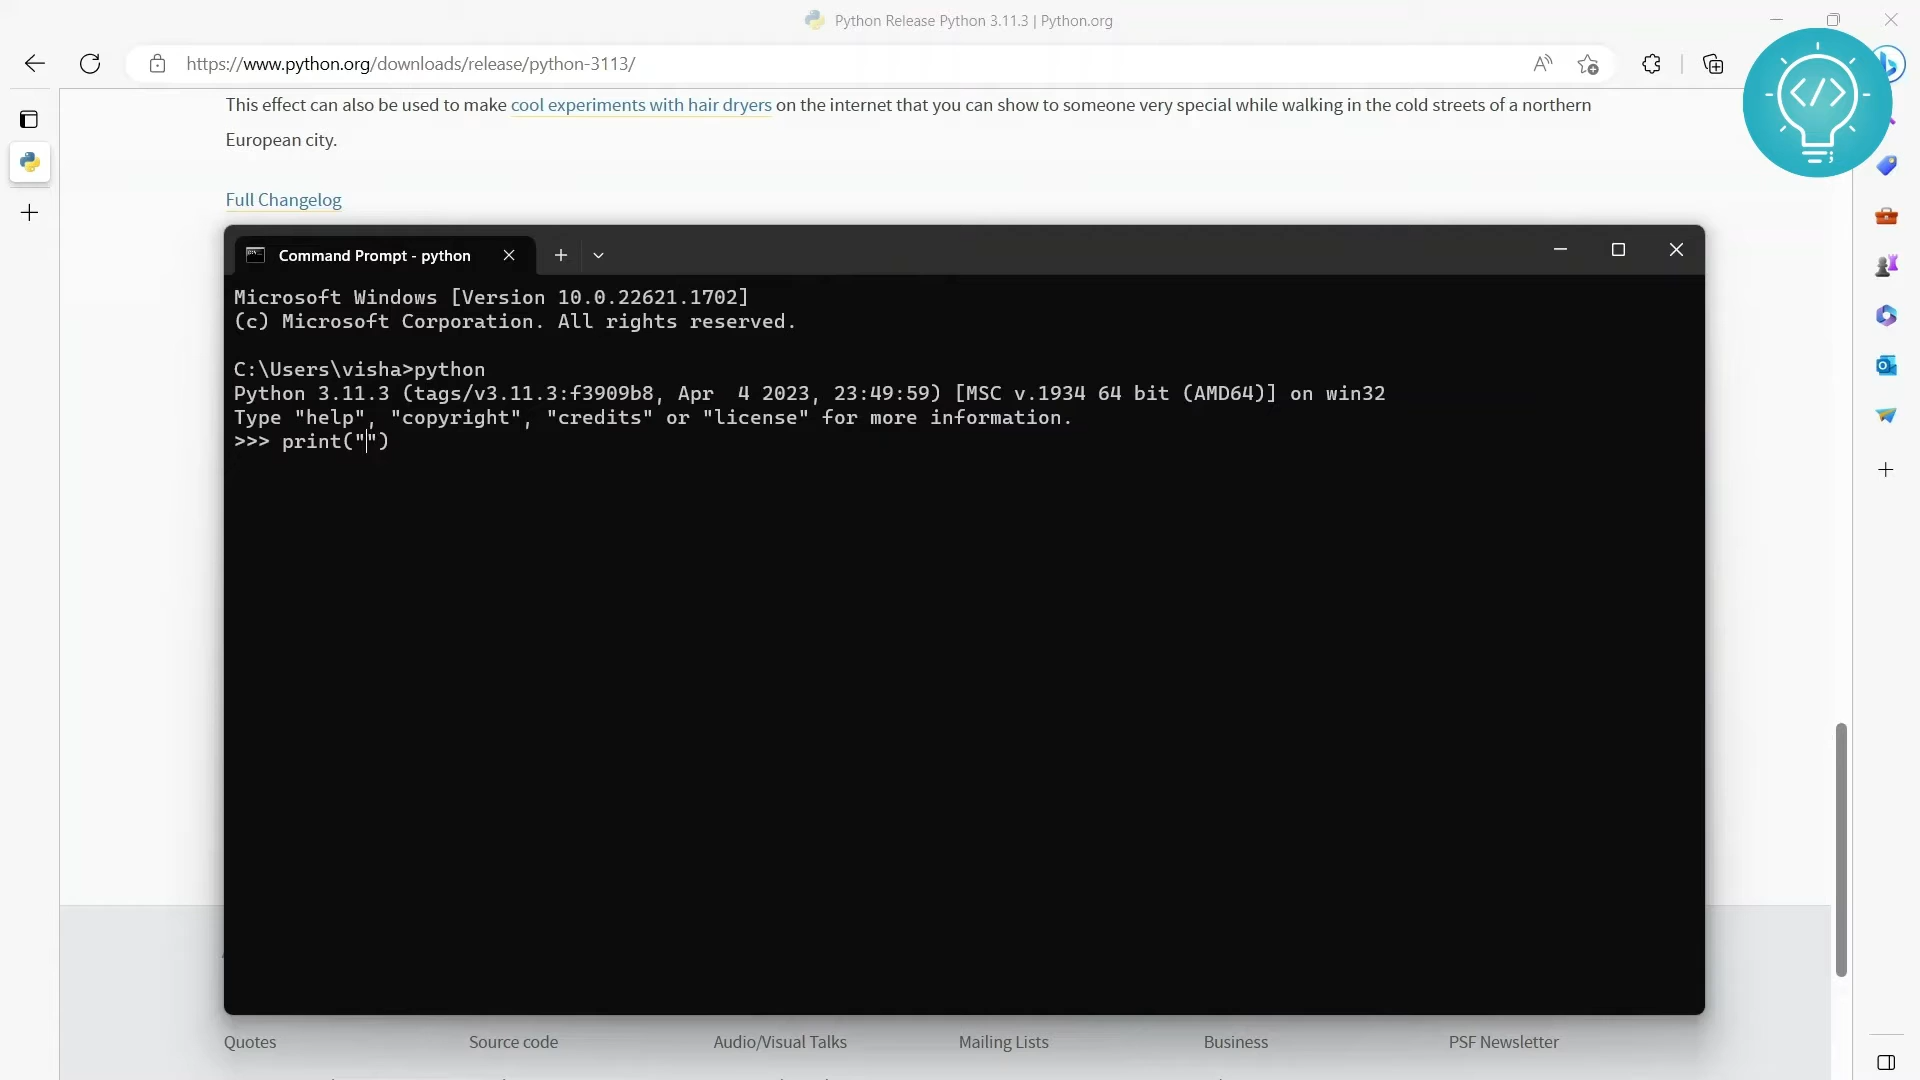 Python Release Python 3.11.3 | Python.org
https://www.python.org/downloads/release/python-3113/
This effect can also be used to make cool experiments with hair dryers on the internet that you can show to someone very special while walking in the cold streets of a northern
European city.
Full Changelog
Command Prompt - python
Microsoft Windows [Version 10.0.22621.1702]
(c) Microsoft Corporation. All rights reserved.
C:\Users\visha>python
Python 3.11.3 (tags/v3.11.3:f3909b8, Apr  4 2023, 23:49:59) [MSC v.1934 64 bit (AMD64)] on win32
Type "help", "copyright", "credits" or "license" for more information.
>>> print("")
Quotes
Source code
Audio/Visual Talks
Mailing Lists
Business
PSF Newsletter